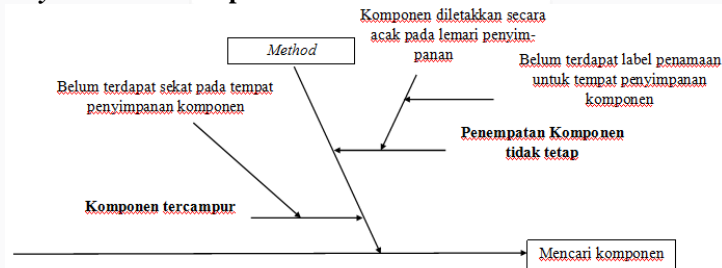 Komponen diletakkan secara
acak pada lemari penyim-
panan
Method
Belum terdapat label penamaan
untuk tempat penyimpanan
komponen
Belum terdapat sekat pada tempat
penyimpanan komponen
Penempatan Komponen
tidak tetap
Komponen tercampur
Mencari komponen